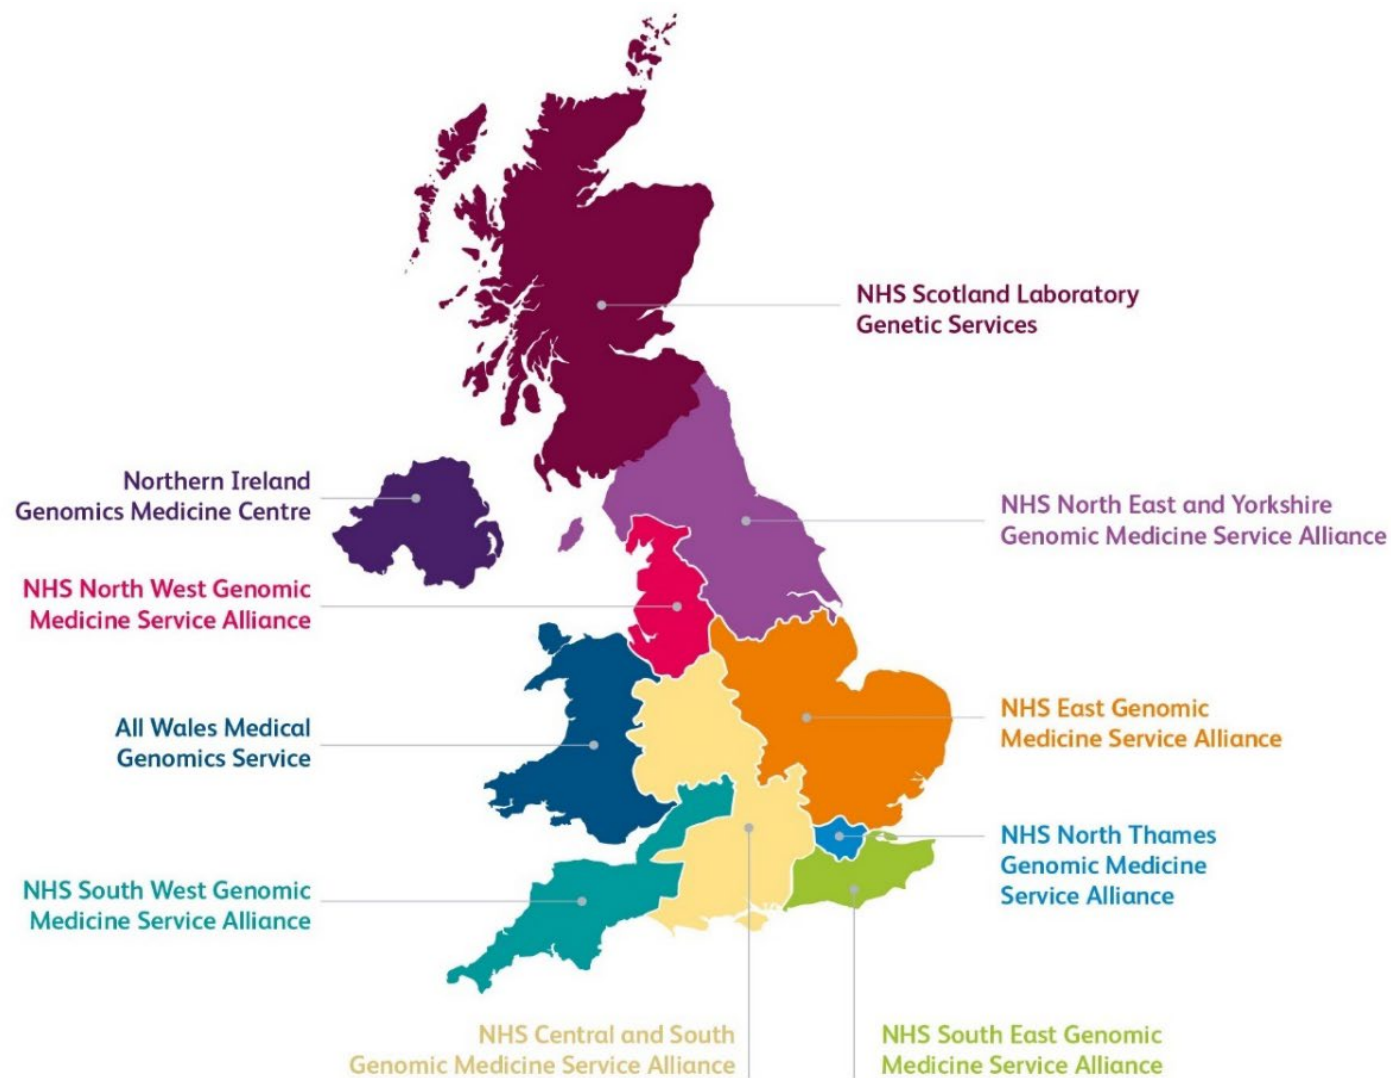 NHS Scotland Laboratory
Genetic Services
Northern Ireland
Genomics Medicine Centre
NHS North East and Yorkshire
Genomic Medicine Service Alliance
NHS North West Genomic
Medicine Service Alliance
All Wales Medical
Genomics Service
NHS East Genomic
Medicine Service Alliance
NHS North Thames
Genomic Medicine
Service Alliance
NHS South West Genomic
Medicine Service Alliance
NHS Central and South
Genomic Medicine Service Alliance
NHS South East Genomic
Medicine Service Alliance